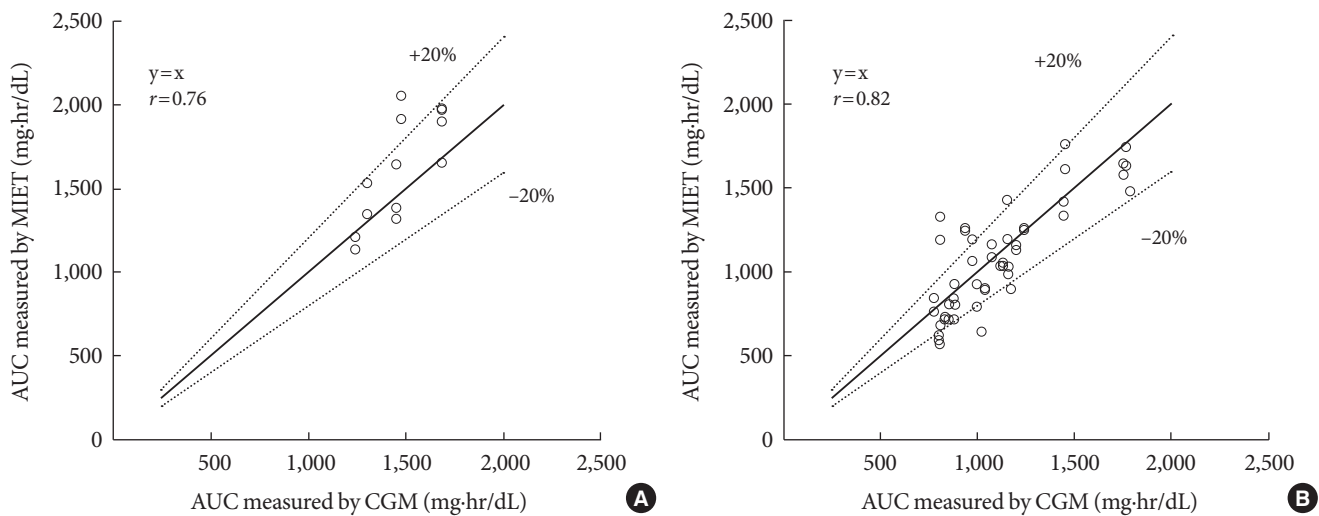 2,500
2,000
1,500
1,000
500
0
AUC measured by MIET (mg·hr/dL)
y=x
r=0.76
+20%
–20%
500 1,000 1,500 2,000 2,500
AUC measured by CGM (mg·hr/dL)
A
2,500
2,000
1,500
1,000
500
0
AUC measured by MIET (mg·hr/dL)
y=x
r=0.82
+20%
–20%
500 1,000 1,500 2,000 2,500
AUC measured by CGM (mg·hr/dL)
B